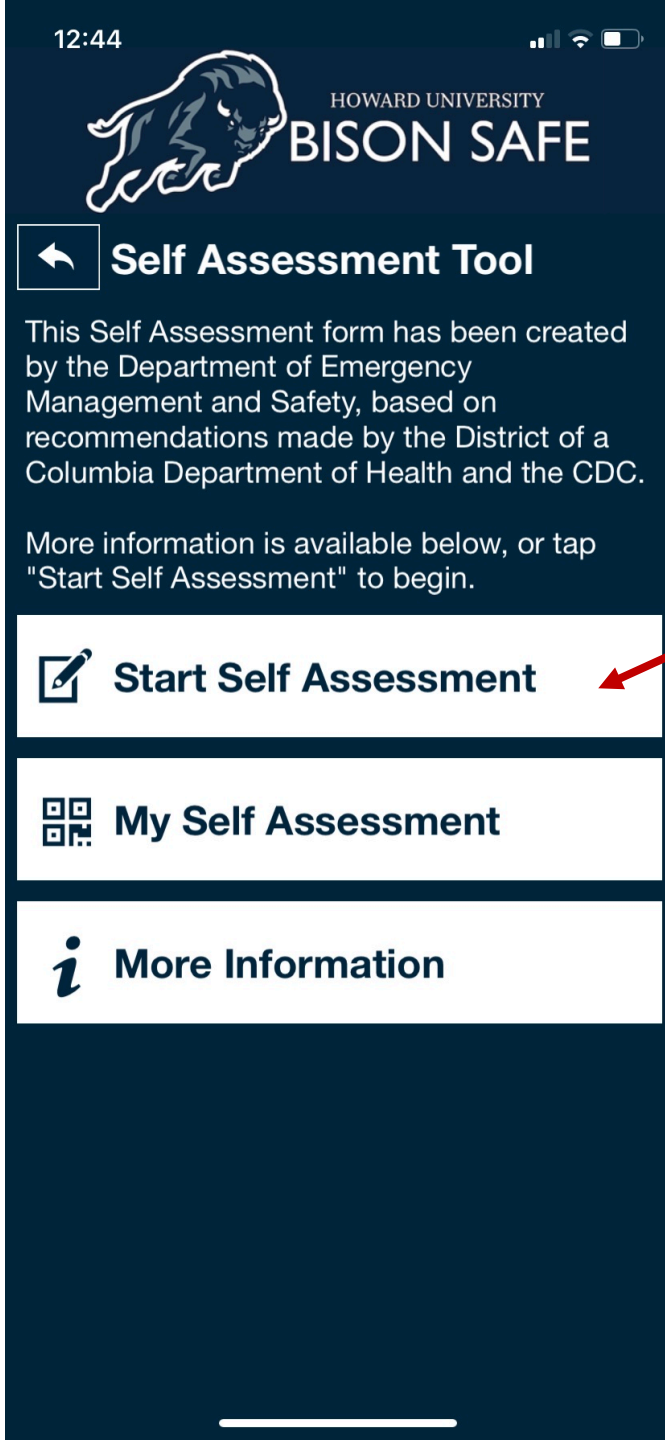 12:44
HOWARD UNIVERSITY
BISON SAFE
Self Assessment Tool
This Self Assessment form has been created
by the Department of Emergency
Management and Safety, based on
recommendations made by the District of a
Columbia Department of Health and the CDC.
More information is available below, or tap
"Start Self Assessment" to begin.
Start Self Assessment
My Self Assessment
More Information